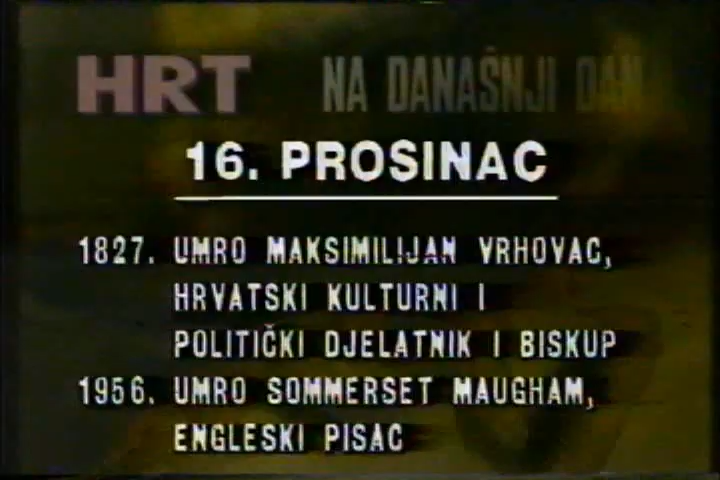 HRT NA DANAŠNJI DAN
16. PROSINAC
1827. UMRO MAKSIMILIJAN VRHOVAC,
HRVATSKI KULTURNI I
POLITIČKI DJELATNIK I BISKUP
1956. UMRO SOMMERSET MAUGHAM,
ENGLESKI PISAC